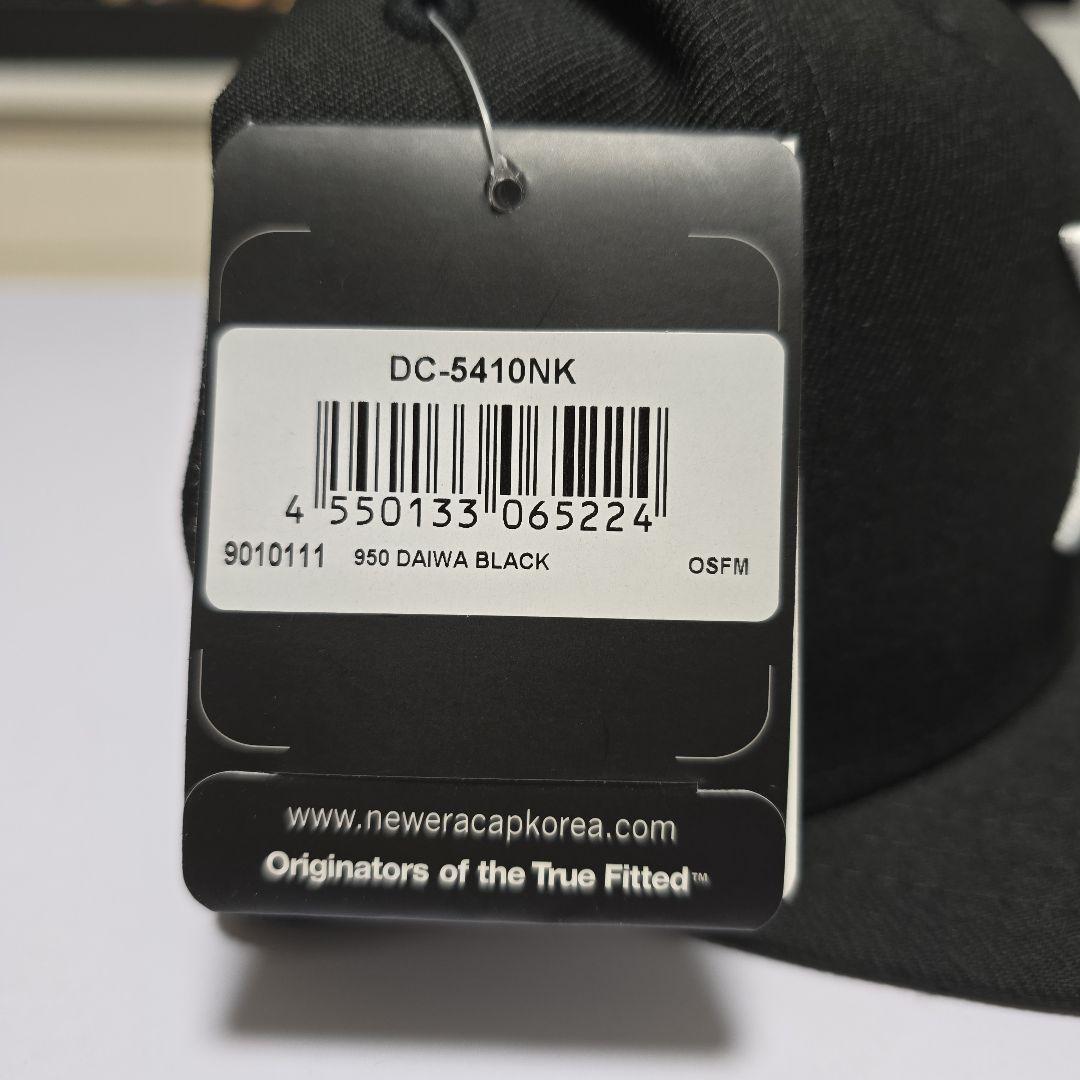 DC-5410NK
4 550133 065224
9010111 950 DAIWA BLACK OSFM
www.neweracapkorea.com
Originators of the True Fitted™